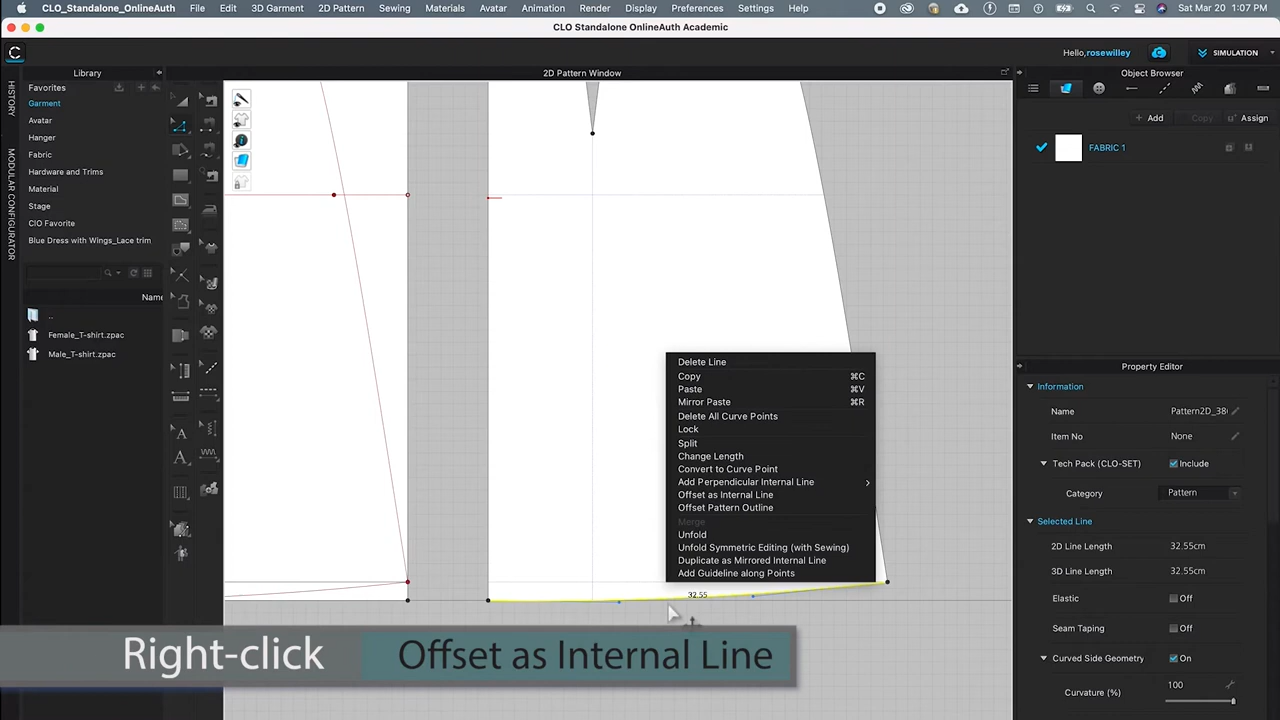 CLO_Standalone_OnlineAuth File Edit 3D Garment 2D Pattern Sewing Materials Avatar Animation Render Display Preferences Settings Help Sat Mar 20 1:07 PM
CLO Standalone OnlineAuth Academic
Hello,rosewilley SIMULATION
Library
2D Pattern Window
Object Browser
HISTORY
MODULAR CONFIGURATOR
Favorites
Garment
Avatar
Hanger
Fabric
Hardware and Trims
Material
Stage
ClO Favorite
Blue Dress with Wings_Lace trim
Name
..
Female_T-shirt.zpac
Male_T-shirt.zpac
Add Copy Assign
FABRIC 1
Delete Line
Copy ⌘C
Paste ⌘V
Mirror Paste ⌘R
Delete All Curve Points
Lock
Split
Change Length
Convert to Curve Point
Add Perpendicular Internal Line
Offset as Internal Line
Offset Pattern Outline
Merge
Unfold
Unfold Symmetric Editing (with Sewing)
Duplicate as Mirrored Internal Line
Add Guideline along Points
32.55
Property Editor
Information
Name Pattern2D_38
Item No None
Tech Pack (CLO-SET) Include
Category Pattern
Selected Line
2D Line Length 32.55cm
3D Line Length 32.55cm
Elastic Off
Seam Taping Off
Curved Side Geometry On
Curvature (%) 100
Right-click Offset as Internal Line